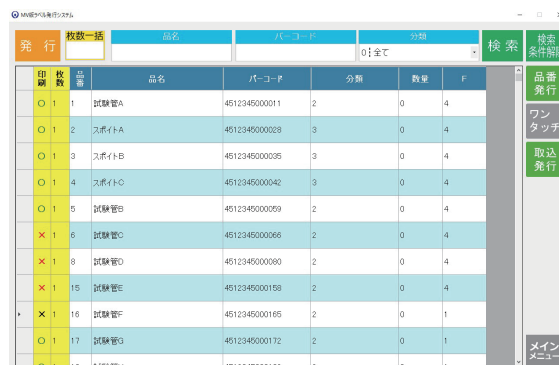 MV版ラベル発行システム
発 行
枚数一括
品名
バーコード
分類
0 全て
検 索
検索
条件解除
印刷 枚数 品番 品名 バーコード 分類 数量 F
○ 1 1 試験管A 4512345000011 2 0 4
○ 1 2 スポイトA 4512345000028 3 0 4
○ 1 3 スポイトB 4512345000035 3 0 4
○ 1 4 スポイトC 4512345000042 3 0 4
○ 1 5 試験管B 4512345000059 2 0 4
× 1 6 試験管C 4512345000066 2 0 4
× 1 8 試験管D 4512345000080 2 0 4
× 1 15 試験管E 4512345000158 2 0 4
× 1 16 試験管F 4512345000165 2 0 1
○ 1 17 試験管G 4512345000172 2 0 1
品番
発行
ワン
タッチ
取込
発行
メイン
メニュー